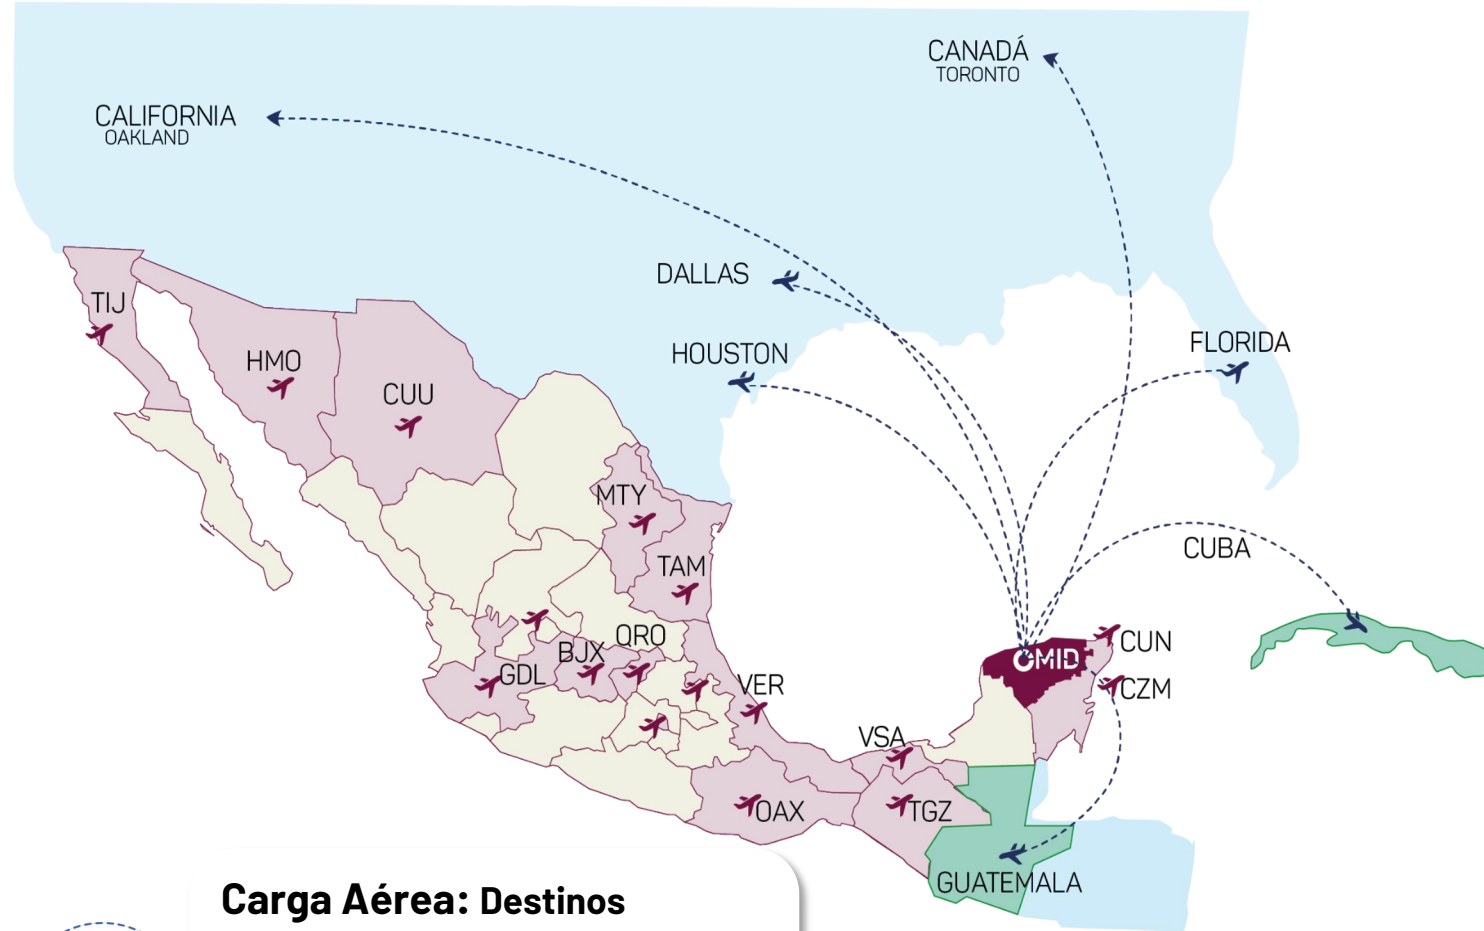 CANADÁ
TORONTO
CALIFORNIA
OAKLAND
DALLAS
HOUSTON
FLORIDA
TIJ
HMO
CUU
MTY
TAM
CUBA
QRO
BJX
GDL
VER
VSA
OAX
TGZ
MID
CUN
CZM
GUATEMALA
Carga Aérea: Destinos